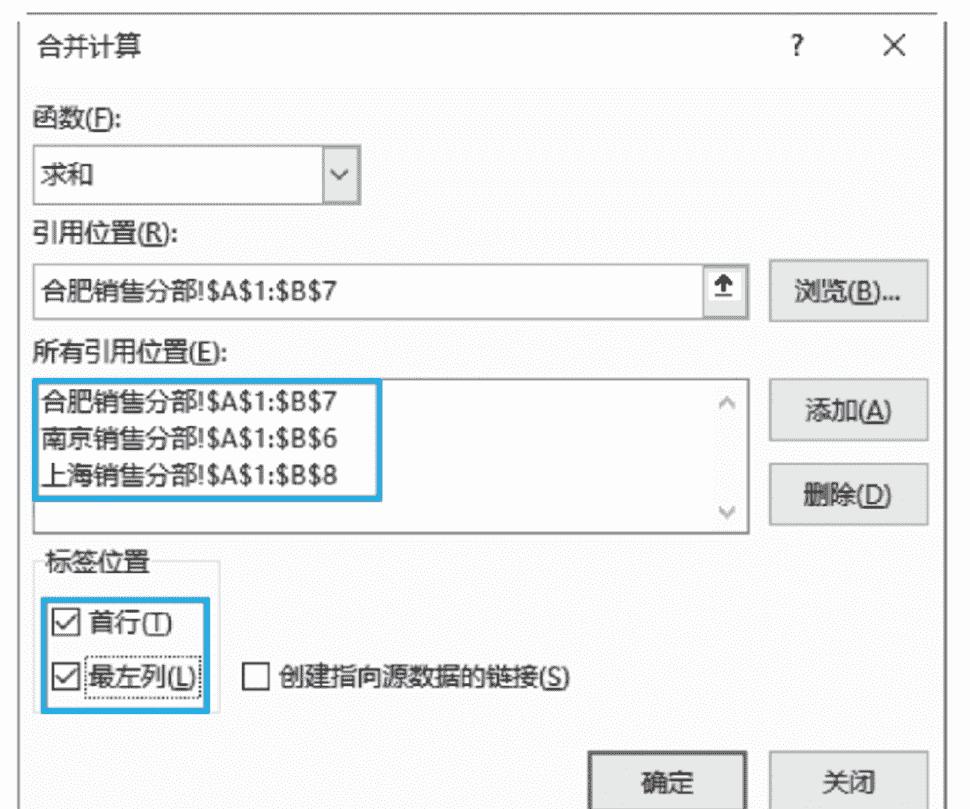 合并计算 ?
函数(F):
求和
引用位置(R):
合肥销售分部!$A$1:$B$7 浏览(B)...
所有引用位置(E):
合肥销售分部!$A$1:$B$7
南京销售分部!$A$1:$B$6
上海销售分部!$A$1:$B$8
添加(A)
删除(D)
标签位置
首行(T)
最左列(L) 创建指向源数据的链接(S)
确定 关闭